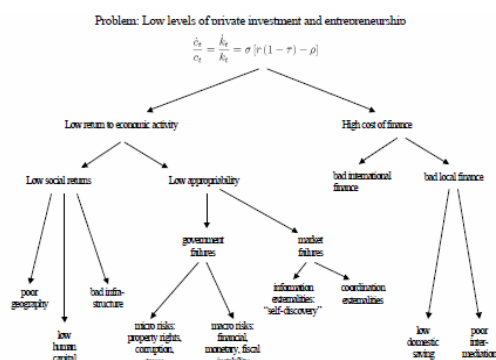 Problem: Low levels of private investment and entrepreneurship
ċ_t/c_t = k̇_t/k_t = σ [r (1 − τ) − ρ]
Low return to economic activity
High cost of finance
Low social returns
Low appropriability
bad international
finance
bad local finance
government
failures
market
failures
poor
geography
bad infra-
structure
information
externalities:
"self-discovery"
coordination
externalities
low
human
capital
micro risks:
property rights,
corruption,
macro risks:
financial,
monetary, fiscal
low
domestic
saving
poor
inter-
mediation